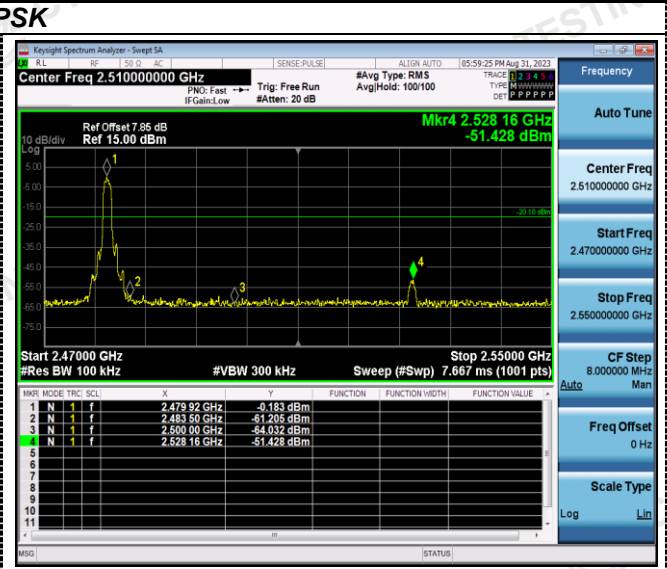 PSK
TESTING
Keysight Spectrum Analyzer - Swept SA
LXI RL RF 50 Ω AC SENSE:PULSE ALIGN AUTO 05:59:25 PM Aug 31, 2023
Center Freq 2.510000000 GHz
PNO: Fast
IFGain:Low
Trig: Free Run
#Atten: 20 dB
#Avg Type: RMS
Avg|Hold: 100/100
TRACE 1 2 3 4 5 6
TYPE M W W W W W
DET P P P P P P
10 dB/div
Log
Ref Offset 7.85 dB
Ref 15.00 dBm
Mkr4 2.528 16 GHz
-51.428 dBm
5.00
-5.00
-15.0
-25.0
-35.0
-45.0
-55.0
-65.0
-75.0
1
2
3
4
-20.18 dBm
Start 2.47000 GHz
Stop 2.55000 GHz
#Res BW 100 kHz #VBW 300 kHz Sweep (#Swp) 7.667 ms (1001 pts)
MKR MODE TRC SCL X Y FUNCTION FUNCTION WIDTH FUNCTION VALUE
1 N 1 f 2.479 92 GHz -0.183 dBm
2 N 1 f 2.483 50 GHz -61.205 dBm
3 N 1 f 2.500 00 GHz -64.032 dBm
4 N 1 f 2.528 16 GHz -51.428 dBm
5
6
7
8
9
10
11
MSG STATUS
Frequency
Auto Tune
Center Freq
2.510000000 GHz
Start Freq
2.470000000 GHz
Stop Freq
2.550000000 GHz
CF Step
8.000000 MHz
Auto Man
Freq Offset
0 Hz
Scale Type
Log Lin